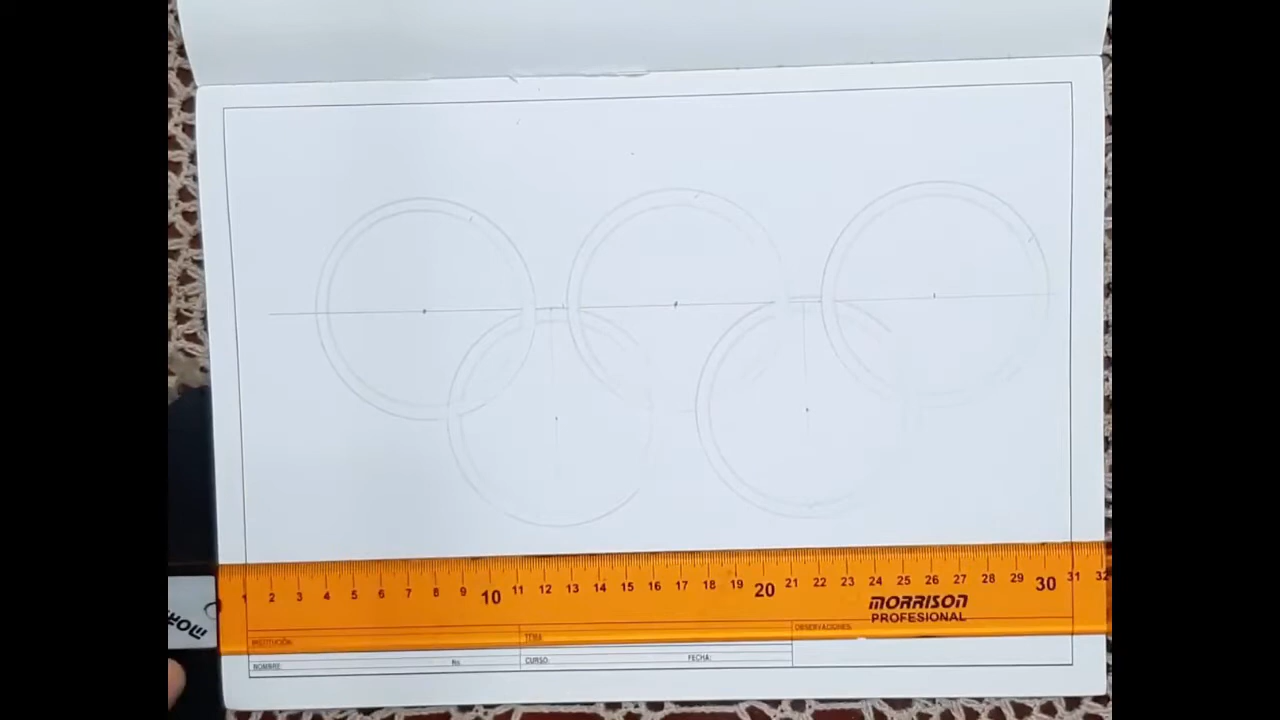 1 2 3 4 5 6 7 8 9 10 11 12 13 14 15 16 17 18 19 20 21 22 23 24 25 26 27 28 29 30 31 32
MORRISON
PROFESIONAL
INSTITUCIÓN:
TEMA
OBSERVACIONES:
NOMBRE:
No.
CURSO:
FECHA: